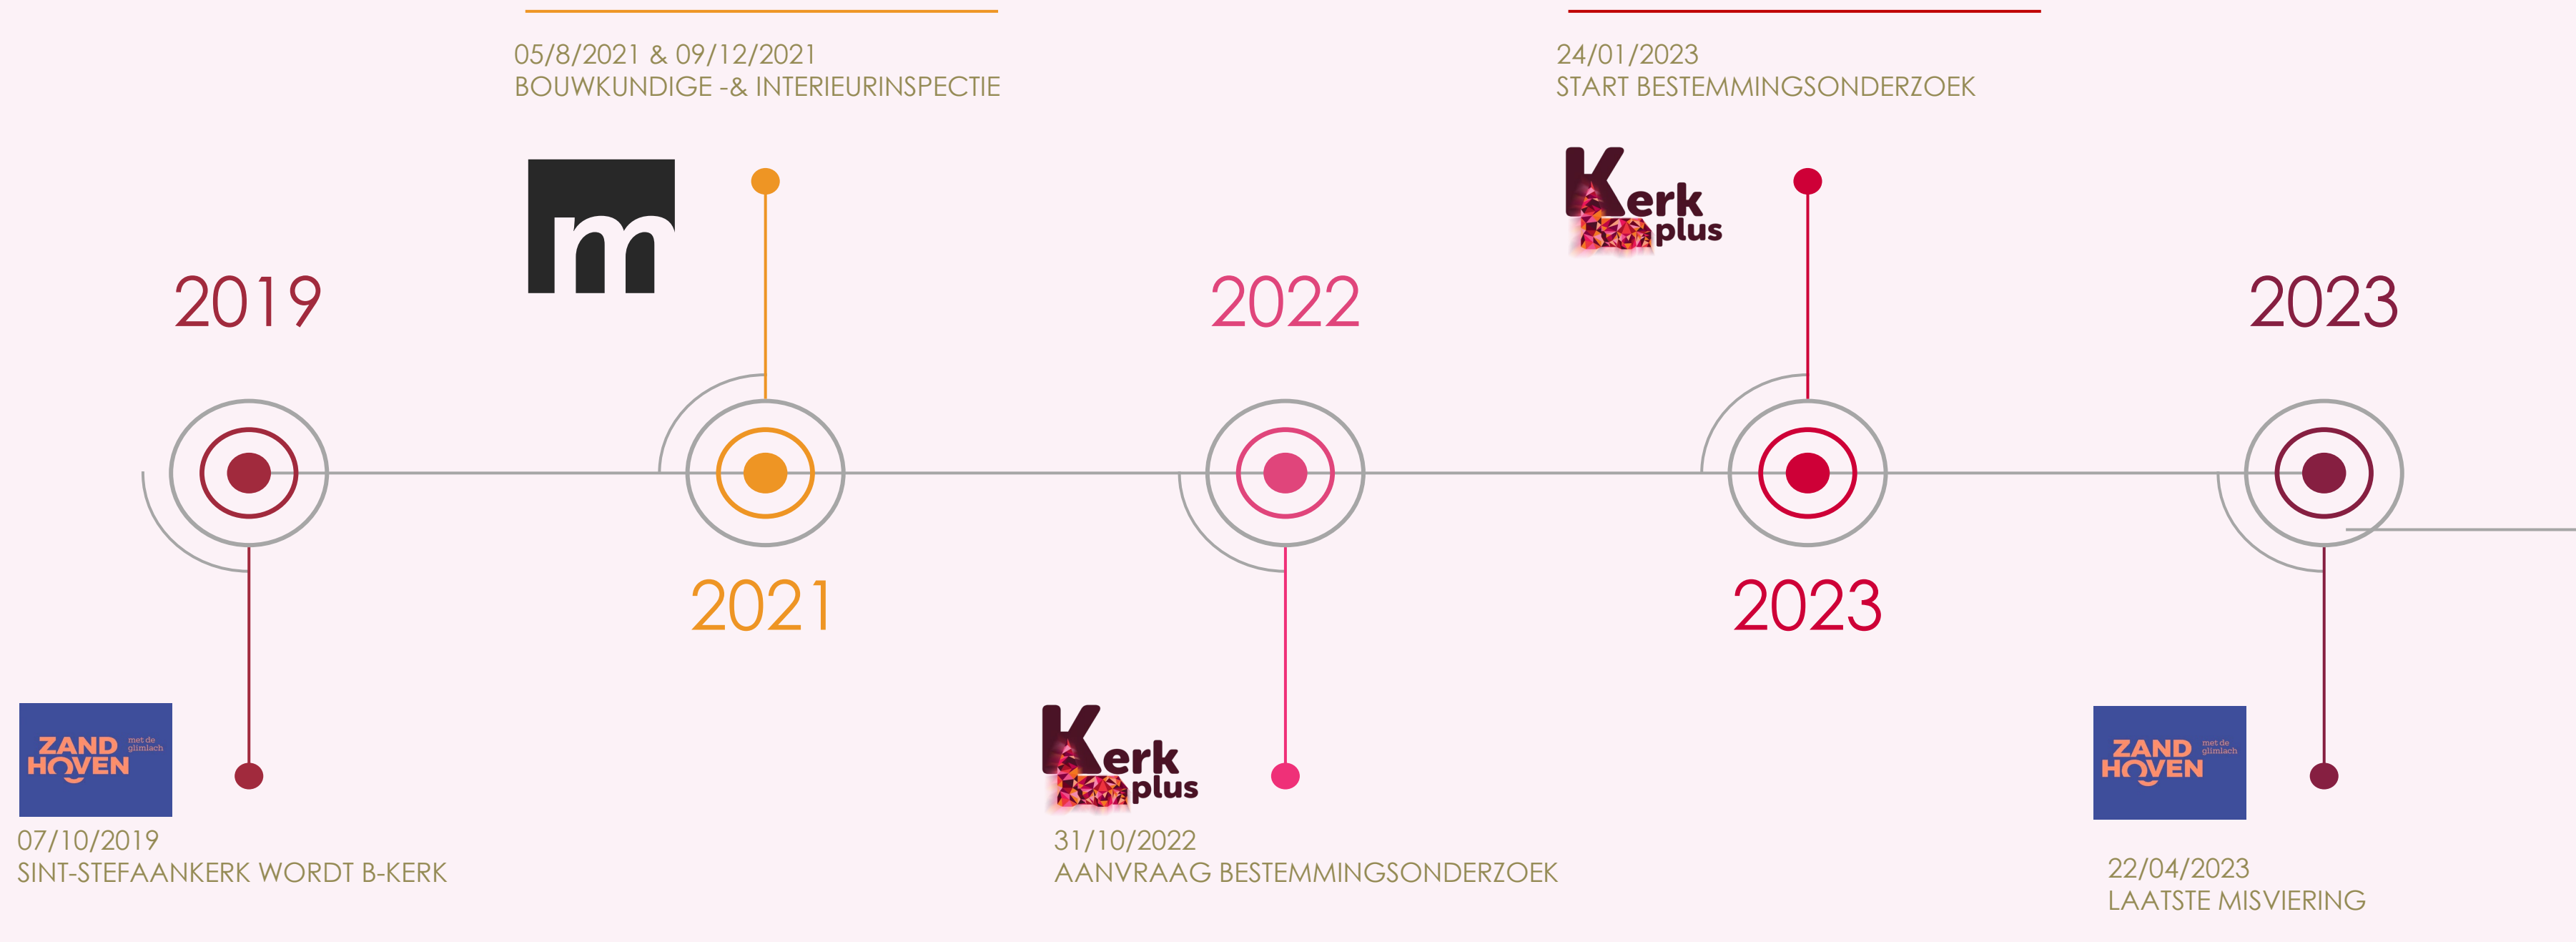 05/8/2021 & 09/12/2021
BOUWKUNDIGE -& INTERIEURINSPECTIE
24/01/2023
START BESTEMMINGSONDERZOEK
m
Kerk
plus
2019
2022
2023
2021
2023
ZAND
HOVEN
met de
glimlach
07/10/2019
SINT-STEFAANKERK WORDT B-KERK
Kerk
plus
31/10/2022
AANVRAAG BESTEMMINGSONDERZOEK
ZAND
HOVEN
met de
glimlach
22/04/2023
LAATSTE MISVIERING